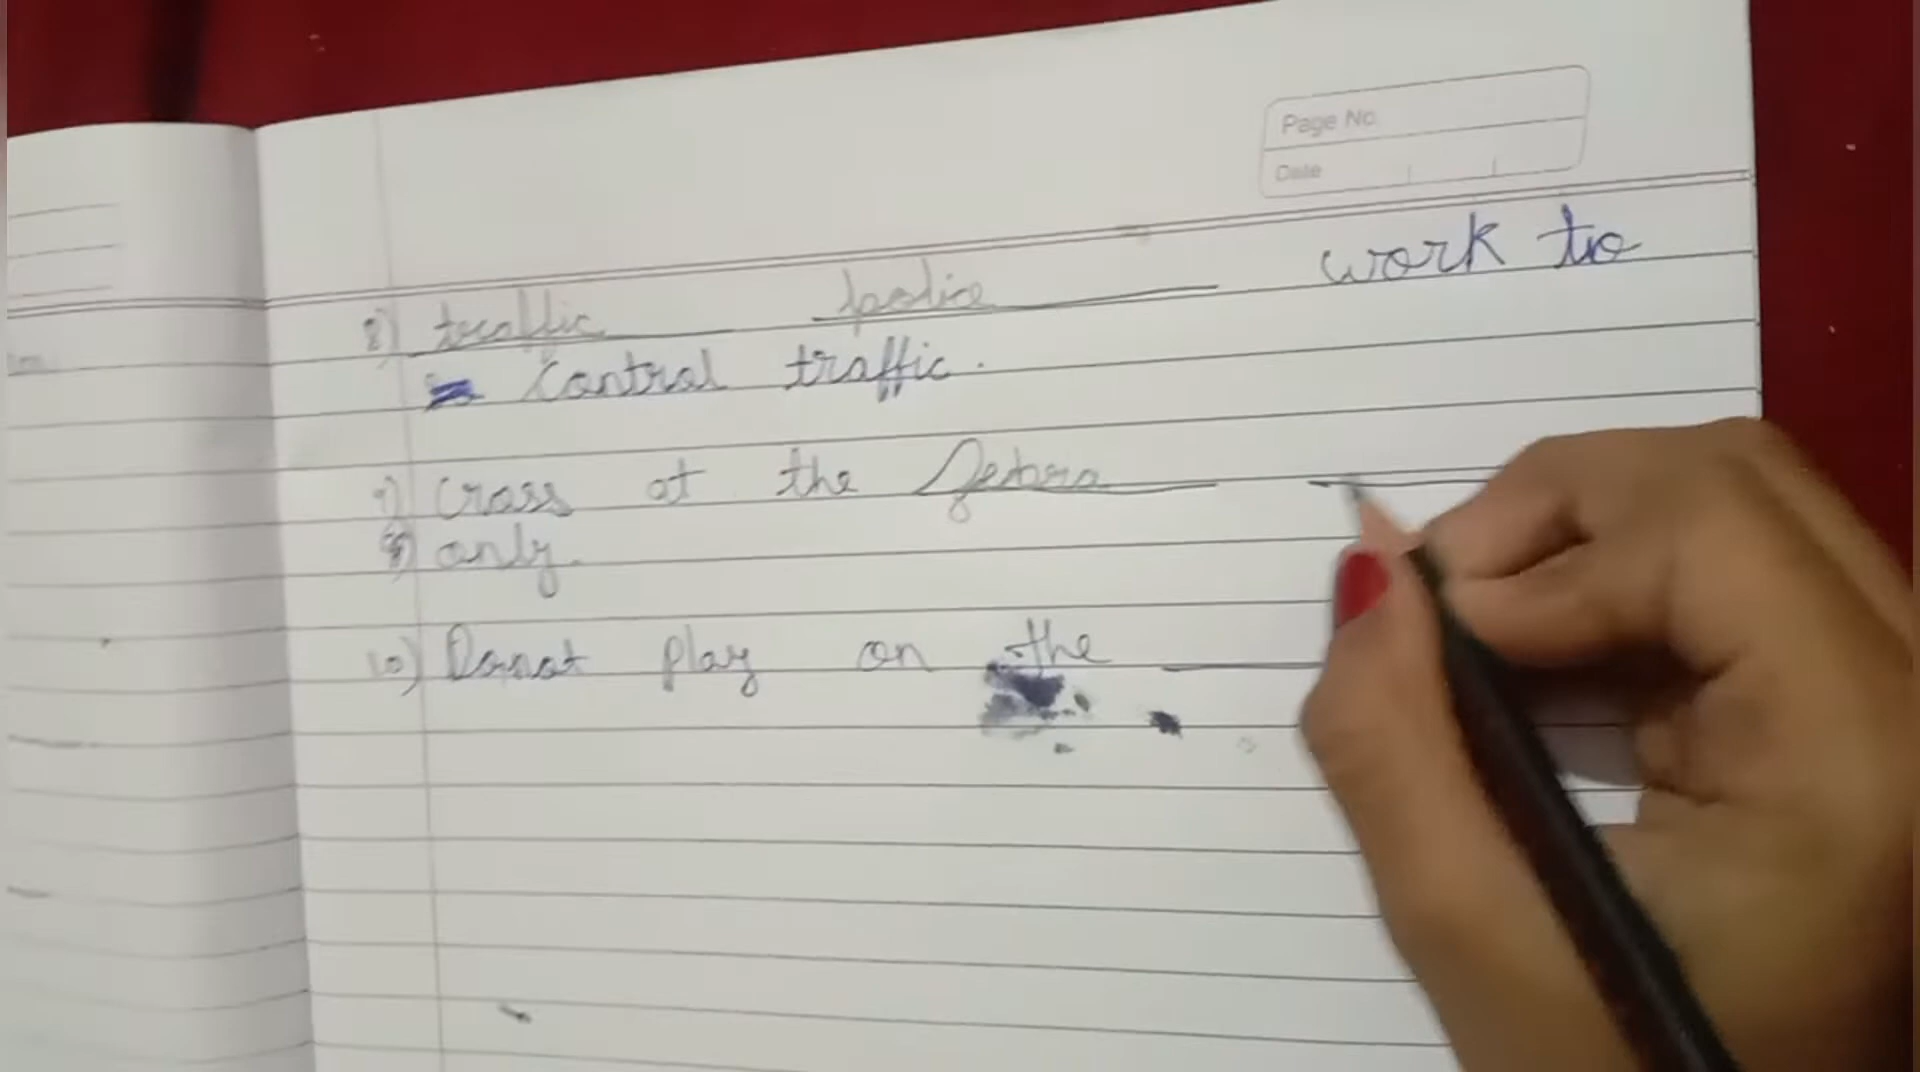 Page No.
Date
8) traffic police work to
control traffic.
9) Cross at the Zebra
only.
10) Donot play on the